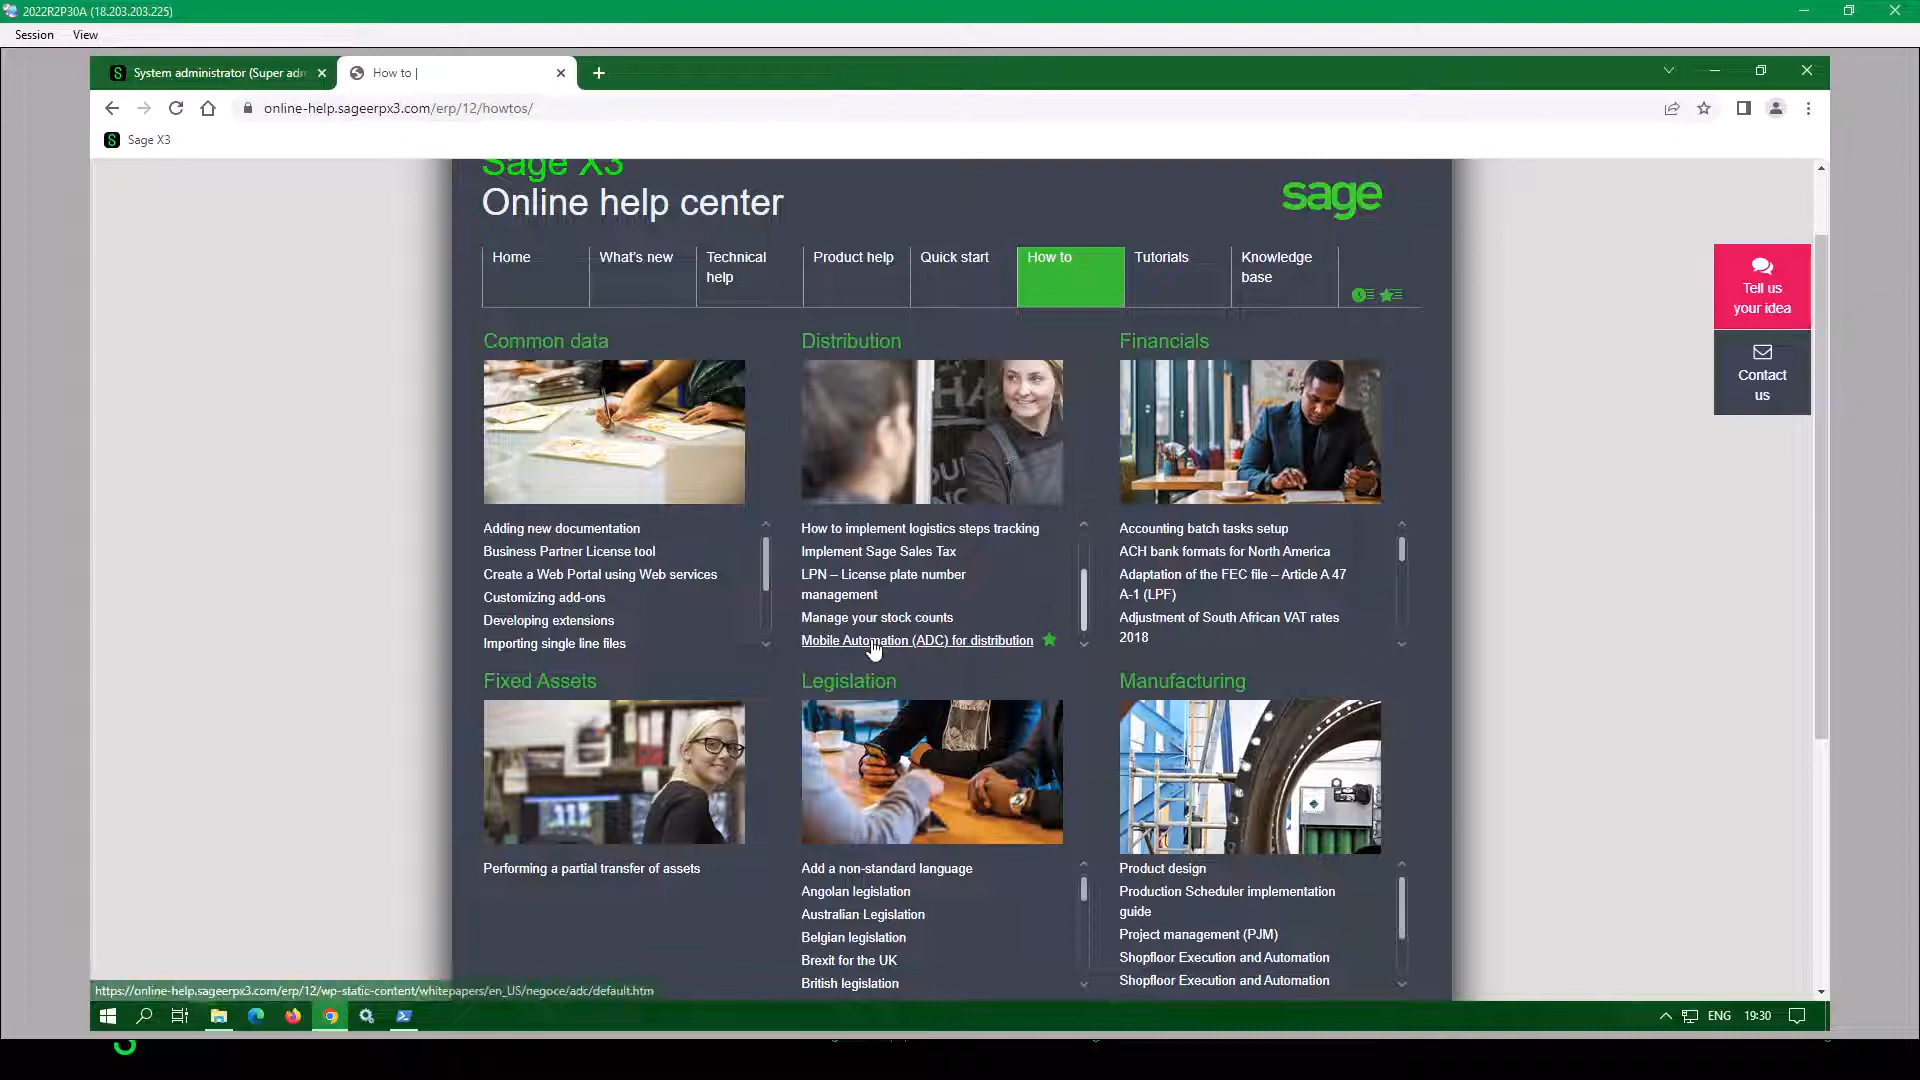 2022R2P30A (18.203.203.225)
Session View
System administrator (Super adm
How to |
online-help.sageerpx3.com/erp/12/howtos/
Sage X3
Sage X3
Online help center
sage
Home
What's new
Technical
help
Product help
Quick start
How to
Tutorials
Knowledge
base
Tell us
your idea
Contact
us
Common data
Adding new documentation
Business Partner License tool
Create a Web Portal using Web services
Customizing add-ons
Developing extensions
Importing single line files
Distribution
How to implement logistics steps tracking
Implement Sage Sales Tax
LPN – License plate number
management
Manage your stock counts
Mobile Automation (ADC) for distribution
Financials
Accounting batch tasks setup
ACH bank formats for North America
Adaptation of the FEC file – Article A 47
A-1 (LPF)
Adjustment of South African VAT rates
2018
Fixed Assets
Performing a partial transfer of assets
Legislation
Add a non-standard language
Angolan legislation
Australian Legislation
Belgian legislation
Brexit for the UK
British legislation
Manufacturing
Product design
Production Scheduler implementation
guide
Project management (PJM)
Shopfloor Execution and Automation
Shopfloor Execution and Automation
https://online-help.sageerpx3.com/erp/12/wp-static-content/whitepapers/en_US/negoce/adc/default.htm
ENG 19:30